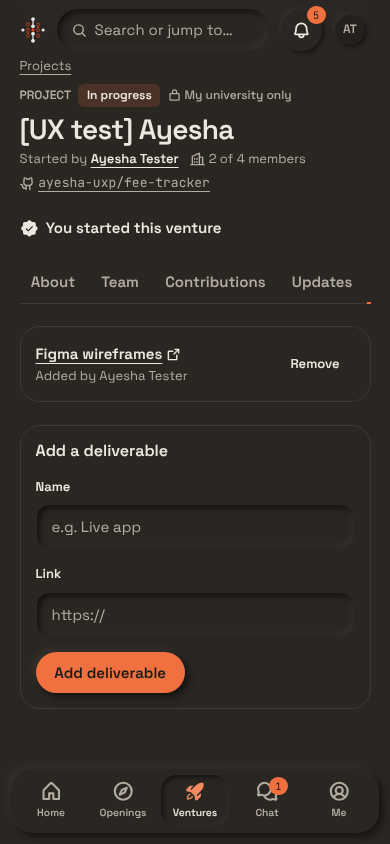 Search or jump to...
5
AT
Projects
PROJECT In progress My university only
[UX test] Ayesha
Started by Ayesha Tester 2 of 4 members
ayesha-uxp/fee-tracker
You started this venture
About Team Contributions Updates
Figma wireframes
Added by Ayesha Tester
Remove
Add a deliverable
Name
e.g. Live app
Link
https://
Add deliverable
1
Home Openings Ventures Chat Me